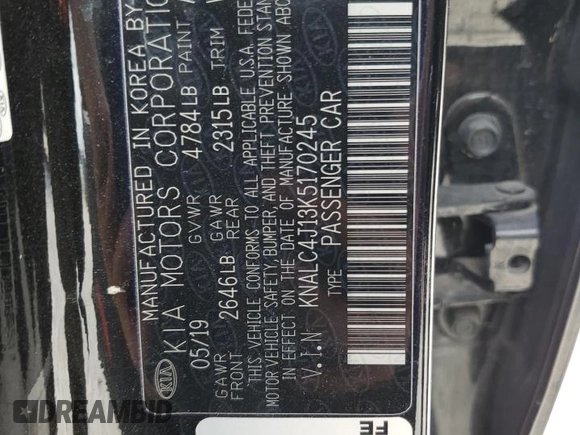 MANUFACTURED IN KOREA BY
KIA MOTORS CORPORATIO
05/19 GVWR 4784LB PAINT
GAWR FRONT 2646LB GAWR REAR 2315LB TRIM
THIS VEHICLE CONFORMS TO ALL APPLICABLE U.S.A. FEDE
MOTOR VEHICLE SAFETY, BUMPER, AND THEFT PREVENTION STAN
IN EFFECT ON THE DATE OF MANUFACTURE SHOWN ABO
V.I.N KNALC4J13K5170245
TYPE PASSENGER CAR
KIA
FE
DREAMBID